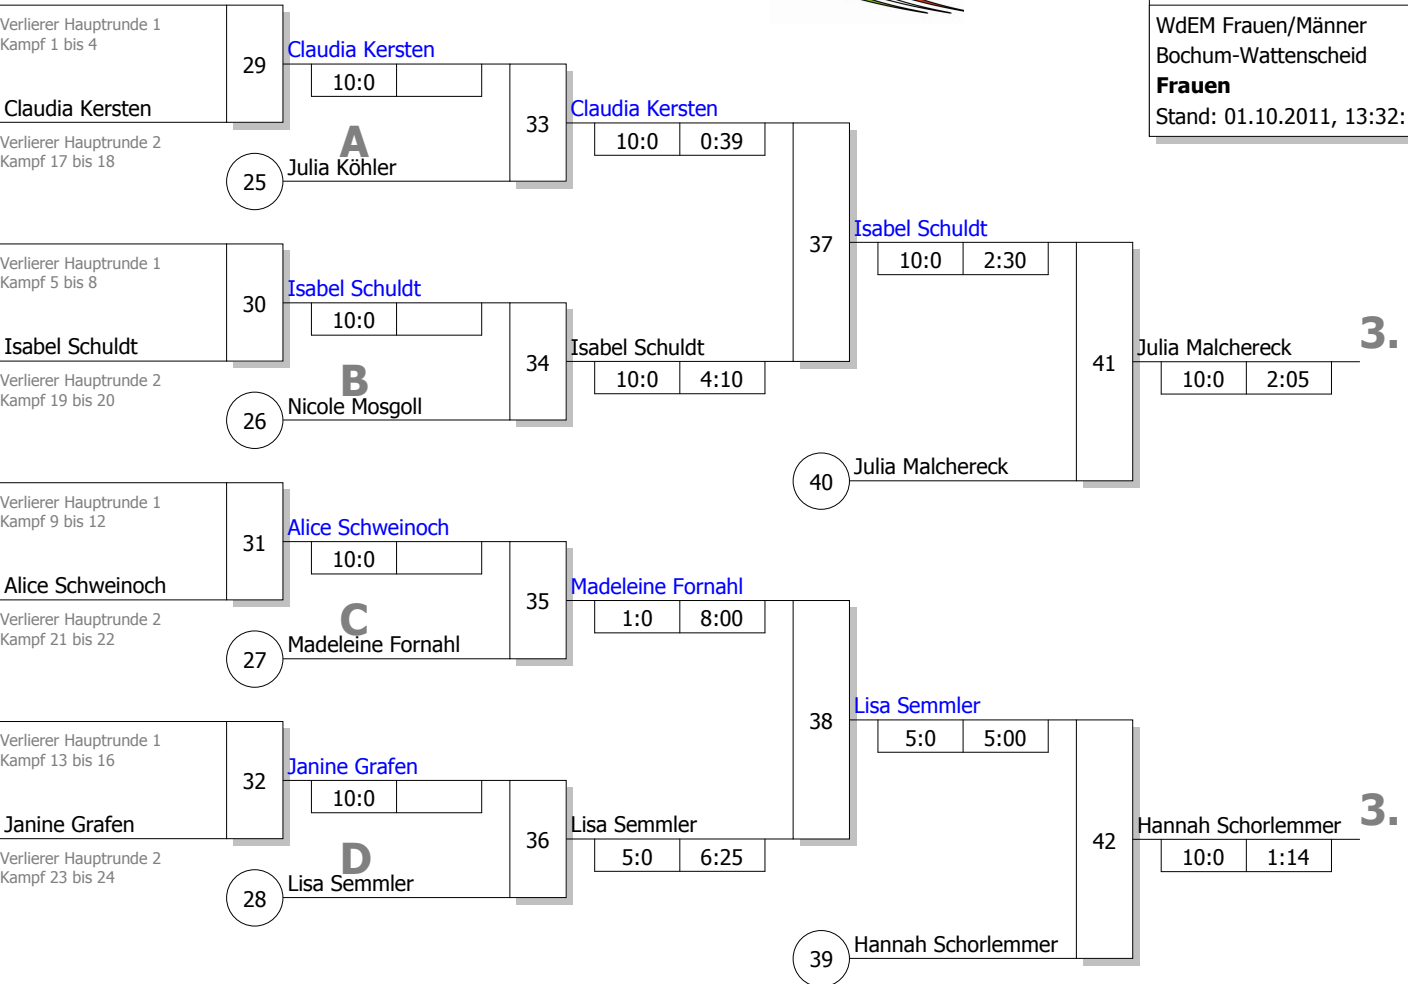 WdEM Frauen/Männer
Bochum-Wattenscheid
Frauen
Stand: 01.10.2011, 13:32:
Verlierer Hauptrunde 1
Kampf 1 bis 4
29
Claudia Kersten
10:0
Claudia Kersten
Verlierer Hauptrunde 2
Kampf 17 bis 18
A
25
Julia Köhler
33
Claudia Kersten
10:0 0:39
Verlierer Hauptrunde 1
Kampf 5 bis 8
30
Isabel Schuldt
10:0
Isabel Schuldt
Verlierer Hauptrunde 2
Kampf 19 bis 20
B
26
Nicole Mosgoll
34
Isabel Schuldt
10:0 4:10
37
Isabel Schuldt
10:0 2:30
40
Julia Malchereck
41
Julia Malchereck
10:0 2:05
3.
Verlierer Hauptrunde 1
Kampf 9 bis 12
31
Alice Schweinoch
10:0
Alice Schweinoch
Verlierer Hauptrunde 2
Kampf 21 bis 22
C
27
Madeleine Fornahl
35
Madeleine Fornahl
1:0 8:00
Verlierer Hauptrunde 1
Kampf 13 bis 16
32
Janine Grafen
10:0
Janine Grafen
Verlierer Hauptrunde 2
Kampf 23 bis 24
D
28
Lisa Semmler
36
Lisa Semmler
5:0 6:25
38
Lisa Semmler
5:0 5:00
39
Hannah Schorlemmer
42
Hannah Schorlemmer
10:0 1:14
3.